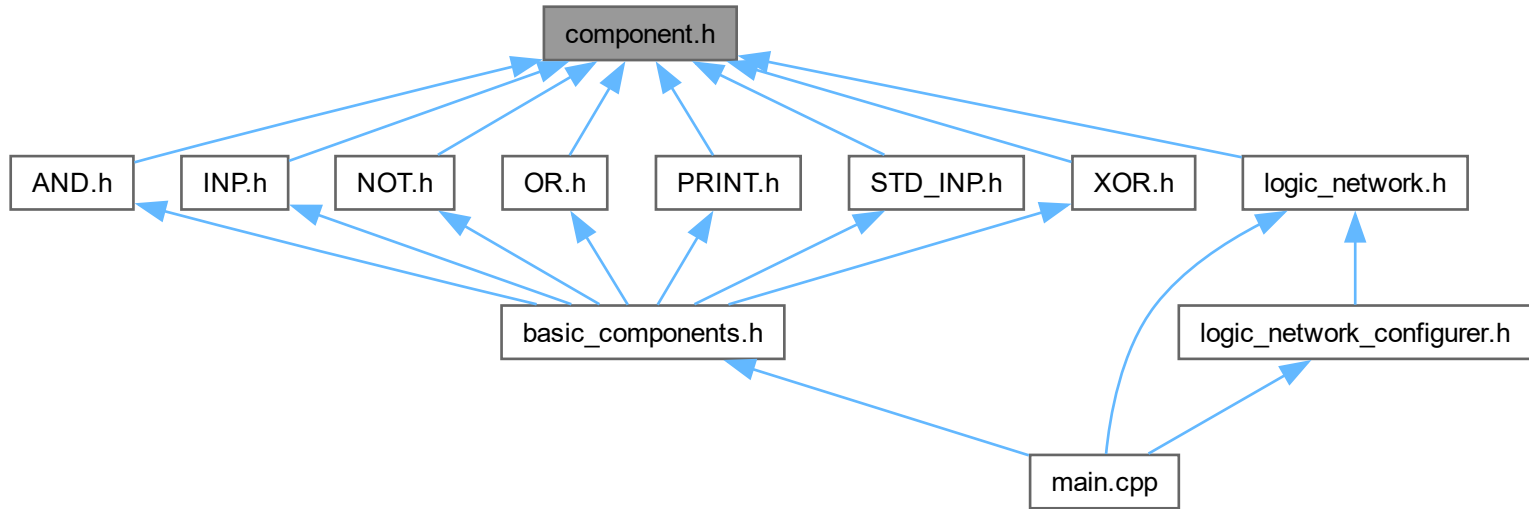 component.h
AND.h
INP.h
NOT.h
OR.h
PRINT.h
STD_INP.h
XOR.h
logic_network.h
basic_components.h
logic_network_configurer.h
main.cpp